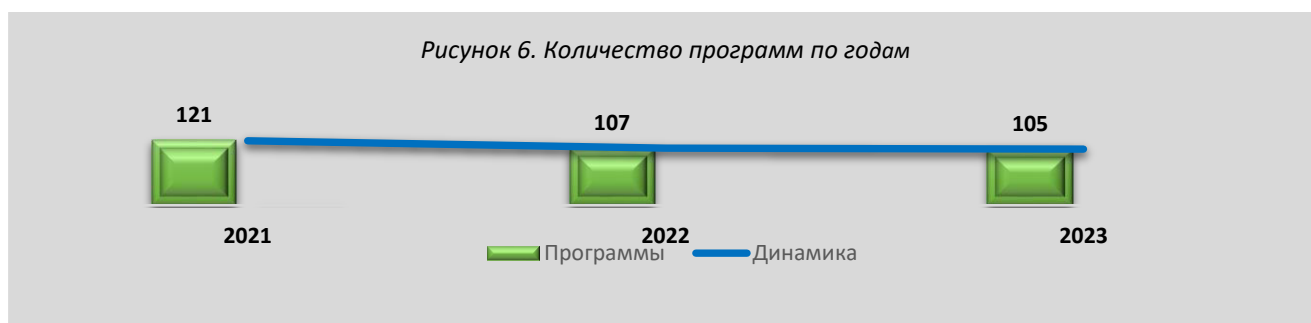 Рисунок 6. Количество программ по годам
121
107
105
2021
2022
2023
Программы
Динамика